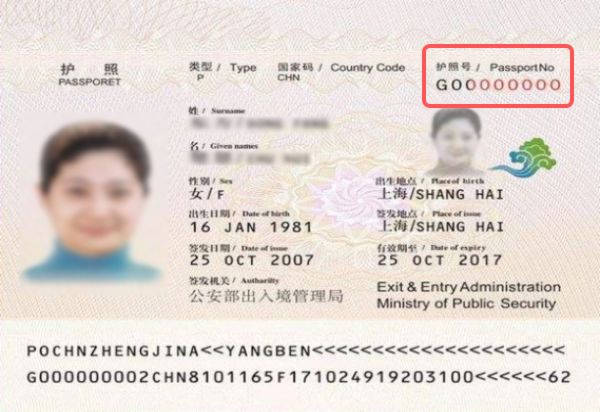 护 照
PASSPORET
类型 / Type 国家码 / Country Code 护照号 / Passport No
P CHN G00000000
姓 / Surname
名 / Given names
性别 / Sex 出生地点 / Place of birth
女/F 上海/SHANG HAI
出生日期 / Date of birth 签发地点 / Place of issue
16 JAN 1981 上海/SHANG HAI
签发日期 / Date of issue 有效期至 / Date of expiry
25 OCT 2007 25 OCT 2017
签发机关 / Autharilty
公安部出入境管理局 Exit & Entry Administration
Ministry of Public Security
POCHNZHENGJINA<<YANGBEN<<<<<<<<<<<<<<<<<<<<<
G000000002CHN8101165F171024919203100<<<<<<62